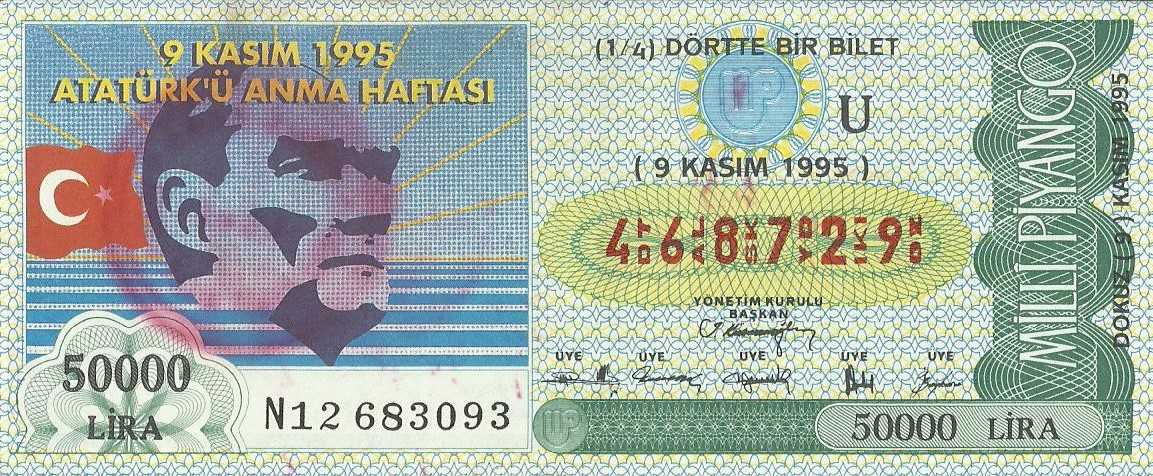 9 KASIM 1995
ATATÜRK'Ü ANMA HAFTASI
50000
LİRA
N12 683093
(1/4) DÖRTTE BİR BİLET
MP
U
( 9 KASIM 1995 )
4 6 8 7 2 9
YÖNETİM KURULU
BAŞKAN
ÜYE ÜYE ÜYE ÜYE ÜYE
MP
50000 LİRA
MİLLİ PİYANGO
DOKUZ ( 9 ) KASIM 1995